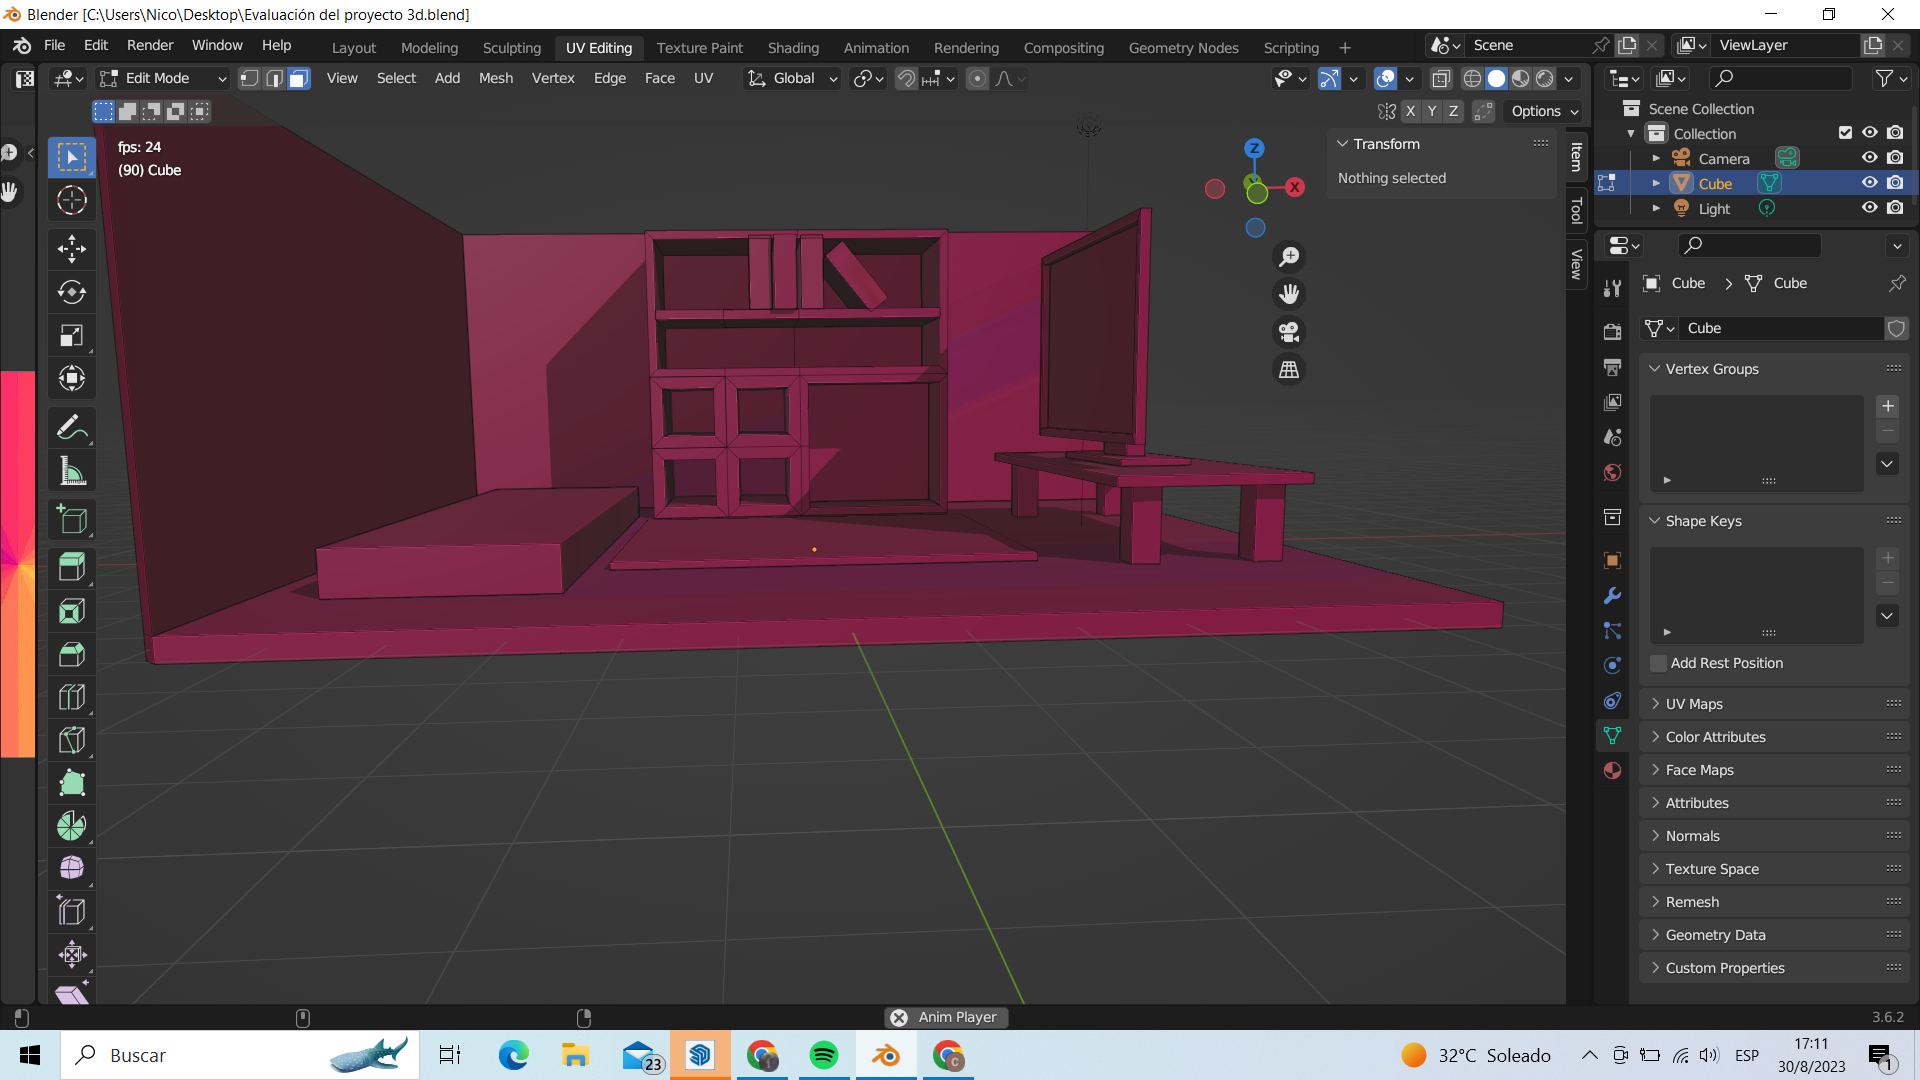 Blender [C:\Users\Nico\Desktop\Evaluación del proyecto 3d.blend]
File Edit Render Window Help Layout Modeling Sculpting UV Editing Texture Paint Shading Animation Rendering Compositing Geometry Nodes Scripting + Scene ViewLayer
Edit Mode View Select Add Mesh Vertex Edge Face UV Global
X Y Z Options
fps: 24
(90) Cube
Z
X
Transform
Nothing selected
Item
Tool
View
Scene Collection
Collection
Camera
Cube
Light
Cube > Cube
Cube
Vertex Groups
Shape Keys
Add Rest Position
UV Maps
Color Attributes
Face Maps
Attributes
Normals
Texture Space
Remesh
Geometry Data
Custom Properties
Anim Player
3.6.2
Buscar
23
32°C Soleado
ESP
17:11
30/8/2023
1